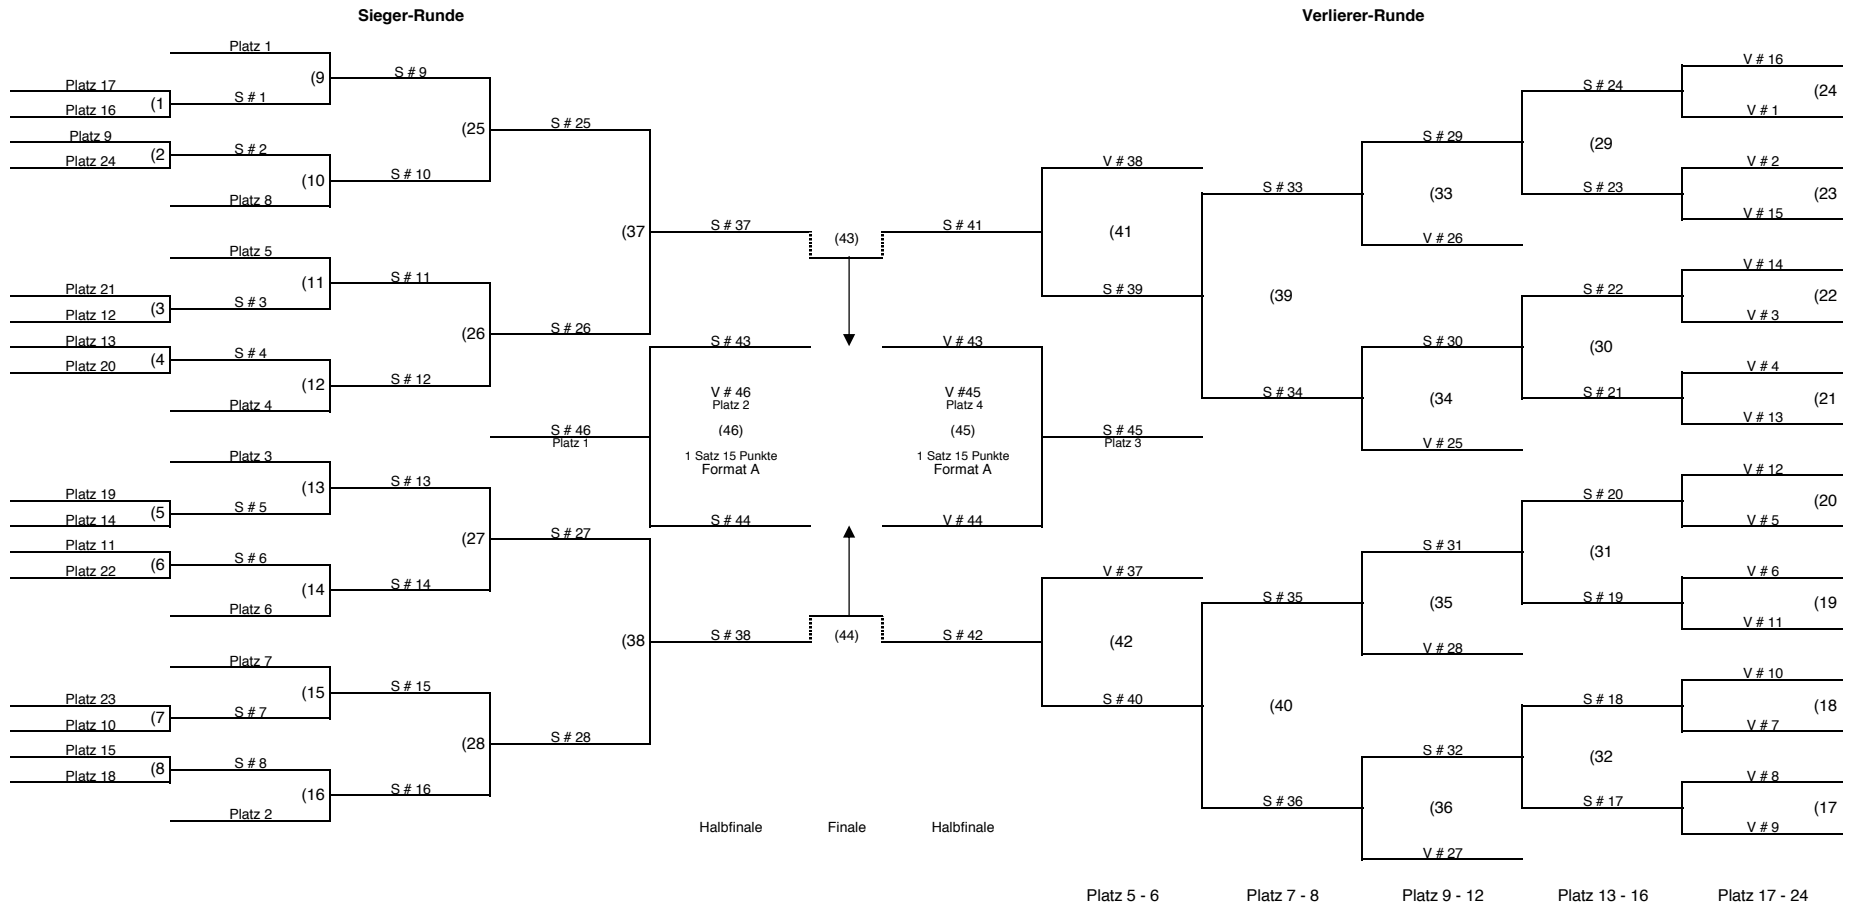 Sieger-Runde
Verlierer-Runde
Platz 1
(9
Platz 17
(1
Platz 16
S # 1
S # 9
Platz 9
(2
Platz 24
S # 2
(10
S # 10
Platz 8
(25
S # 25
Platz 5
(11
S # 11
Platz 21
(3
Platz 12
S # 3
Platz 13
(4
Platz 20
S # 4
(12
S # 12
Platz 4
(26
S # 26
(37
S # 37
Platz 3
(13
S # 13
Platz 19
(5
Platz 14
S # 5
Platz 11
(6
Platz 22
S # 6
(14
S # 14
Platz 6
(27
S # 27
Platz 7
(15
S # 15
Platz 23
(7
Platz 10
S # 7
Platz 15
(8
Platz 18
S # 8
(16
S # 16
Platz 2
(28
S # 28
(38
S # 38
(43)
S # 41
S # 43
V # 46
Platz 2
(46)
1 Satz 15 Punkte
Format A
S # 46
Platz 1
S # 44
V # 43
V #45
Platz 4
(45)
1 Satz 15 Punkte
Format A
S # 45
Platz 3
V # 44
(44)
S # 42
Halbfinale
Finale
Halbfinale
V # 38
(41
S # 39
S # 33
(39
S # 34
S # 29
(33
V # 26
S # 30
(34
V # 25
S # 24
(29
S # 23
S # 22
(30
S # 21
V # 16
(24
V # 1
V # 2
(23
V # 15
V # 14
(22
V # 3
V # 4
(21
V # 13
V # 37
(42
S # 40
S # 35
(40
S # 36
S # 31
(35
V # 28
S # 32
(36
V # 27
S # 20
(31
S # 19
S # 18
(32
S # 17
V # 12
(20
V # 5
V # 6
(19
V # 11
V # 10
(18
V # 7
V # 8
(17
V # 9
Platz 5 - 6
Platz 7 - 8
Platz 9 - 12
Platz 13 - 16
Platz 17 - 24